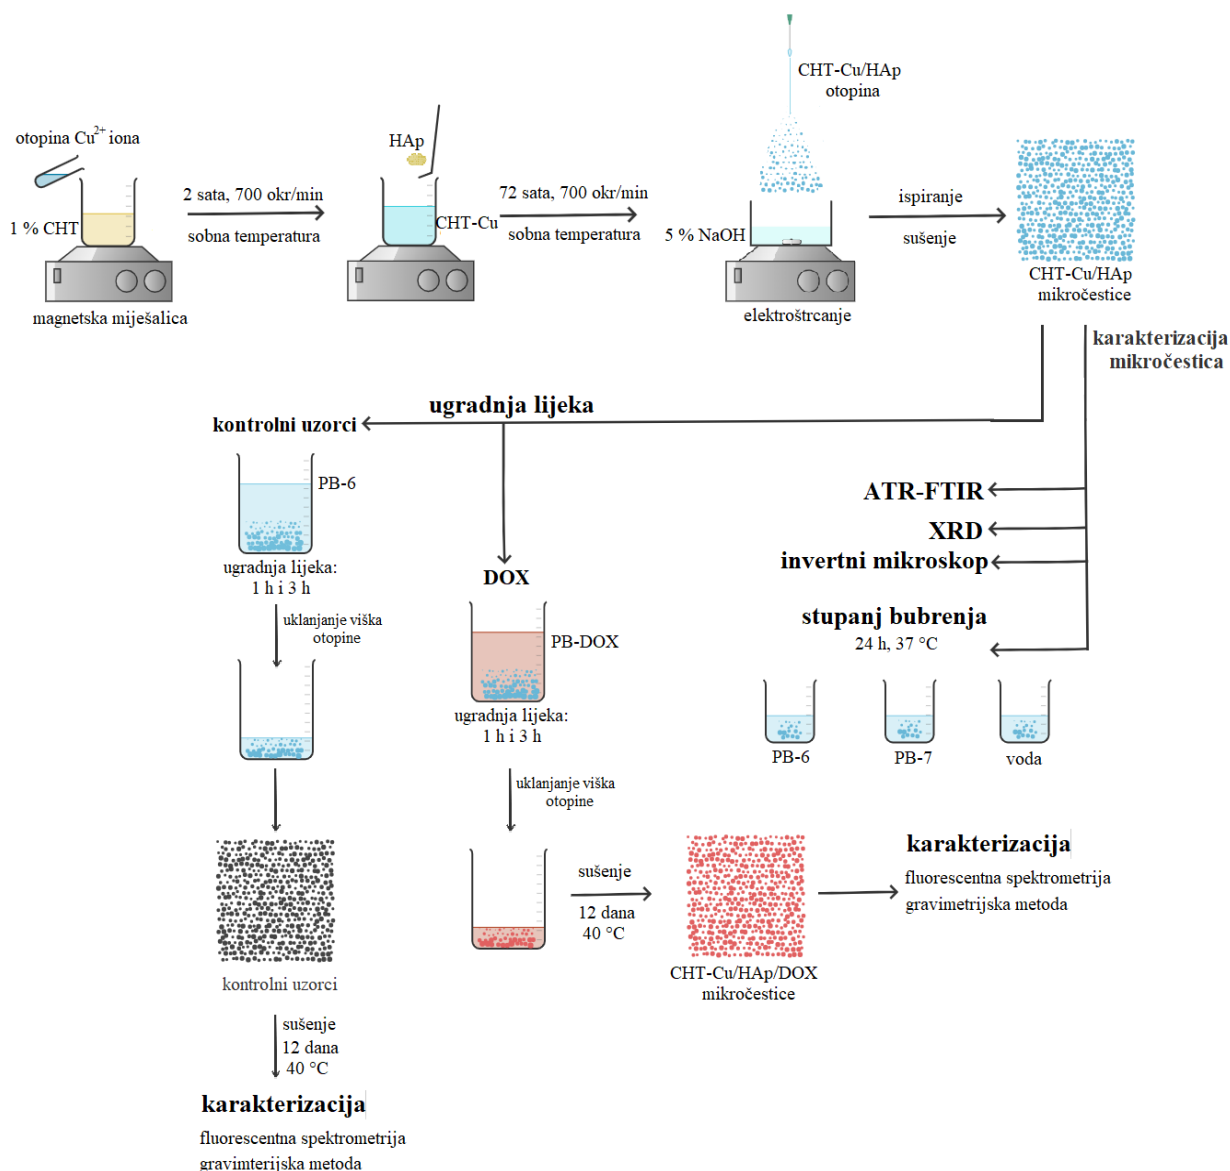 otopina Cu²⁺ iona
1 % CHT
magnetska miješalica
2 sata, 700 okr/min
sobna temperatura
HAp
CHT-Cu
72 sata, 700 okr/min
sobna temperatura
CHT-Cu/HAp
otopina
5 % NaOH
elektroštrcanje
ispiranje
sušenje
CHT-Cu/HAp
mikročestice
karakterizacija
mikročestica
ugradnja lijeka
kontrolni uzorci
PB-6
ugradnja lijeka:
1 h i 3 h
uklanjanje viška
otopine
kontrolni uzorci
sušenje
12 dana
40 °C
karakterizacija
fluorescentna spektrometrija
gravimterijska metoda
DOX
PB-DOX
ugradnja lijeka:
1 h i 3 h
uklanjanje viška
otopine
sušenje
12 dana
40 °C
CHT-Cu/HAp/DOX
mikročestice
karakterizacija
fluorescentna spektrometrija
gravimetrijska metoda
ATR-FTIR
XRD
invertni mikroskop
stupanj bubrenja
24 h, 37 °C
PB-6
PB-7
voda